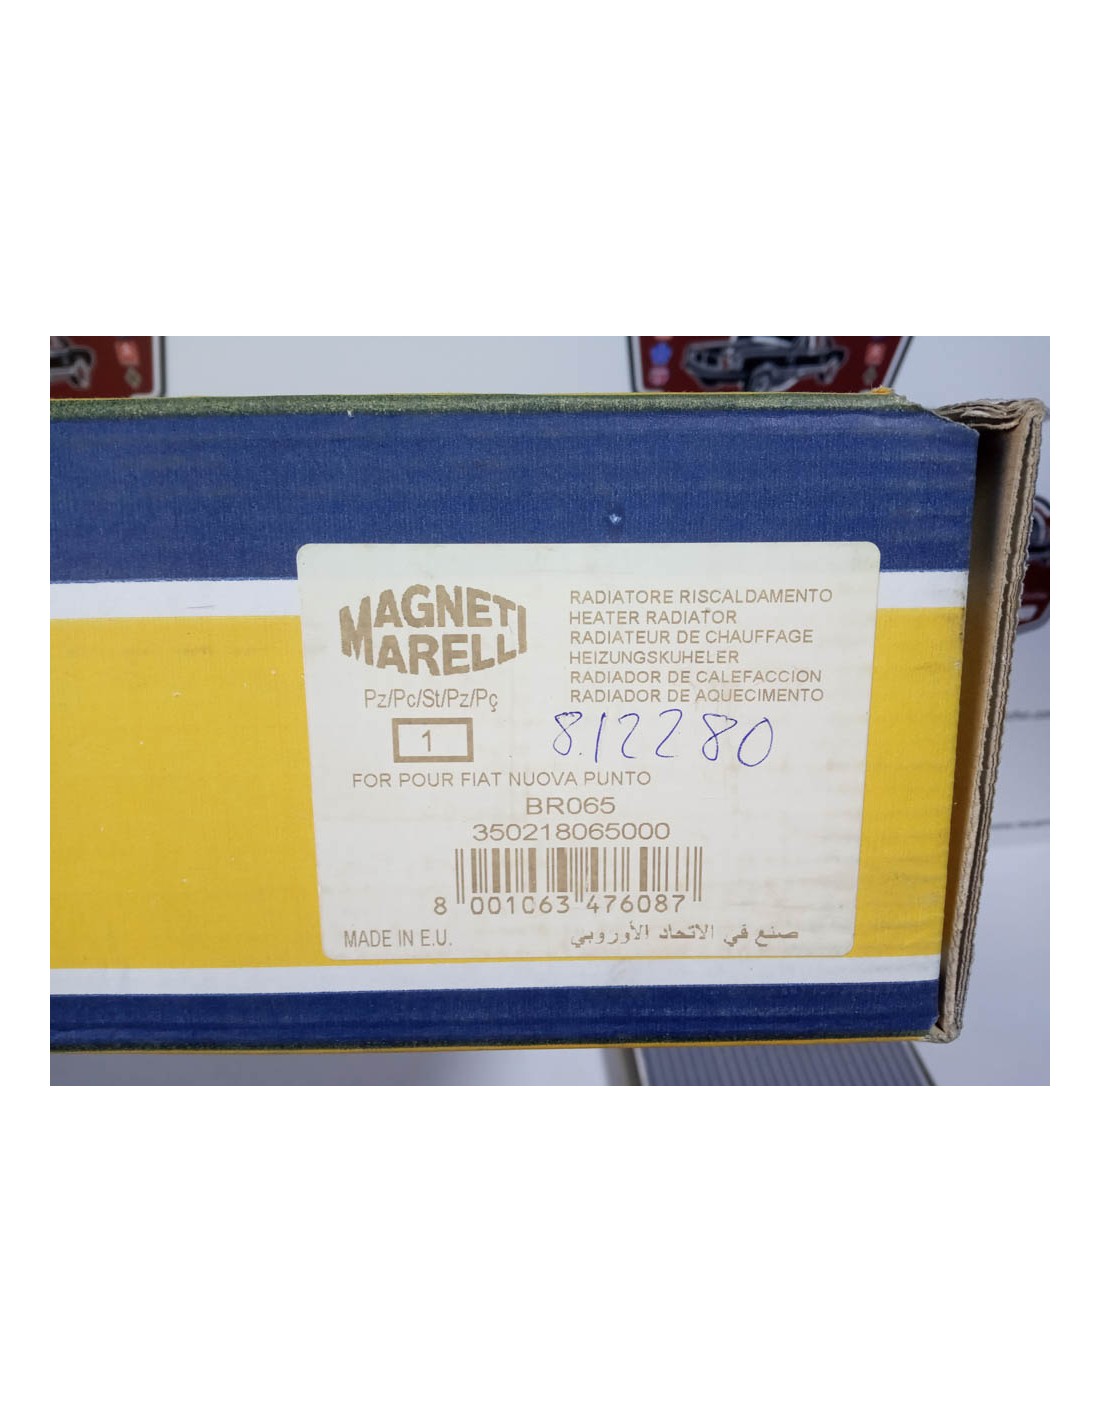 MAGNETI
MARELLI
Pz/Pc/St/Pz/Pç
1
RADIATORE RISCALDAMENTO
HEATER RADIATOR
RADIATEUR DE CHAUFFAGE
HEIZUNGSKUHELER
RADIADOR DE CALEFACCION
RADIADOR DE AQUECIMENTO
812280
FOR POUR FIAT NUOVA PUNTO
BR065
350218065000
8 001063 476087
MADE IN E.U.
صنع في الاتحاد الأوروبي